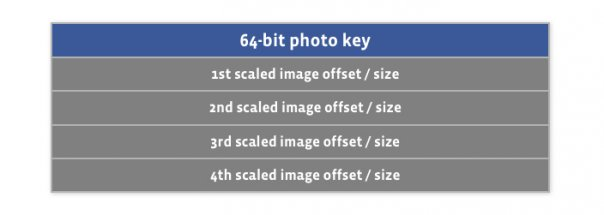 64-bit photo key
1st scaled image offset / size
2nd scaled image offset / size
3rd scaled image offset / size
4th scaled image offset / size